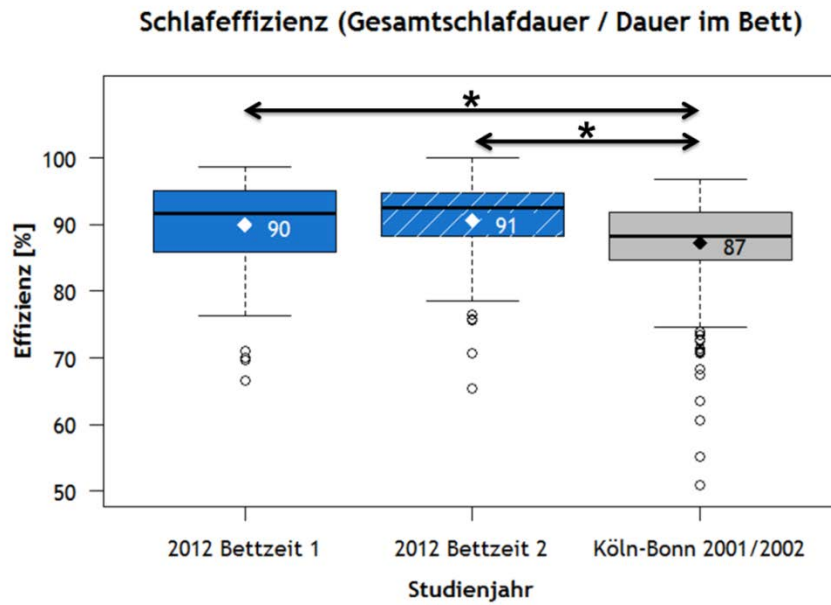 Schlafeffizienz (Gesamtschlafdauer / Dauer im Bett)
*
*
100
90
80
70
60
50
Effizienz [%]
90
91
87
2012 Bettzeit 1
2012 Bettzeit 2
Köln-Bonn 2001/2002
Studienjahr